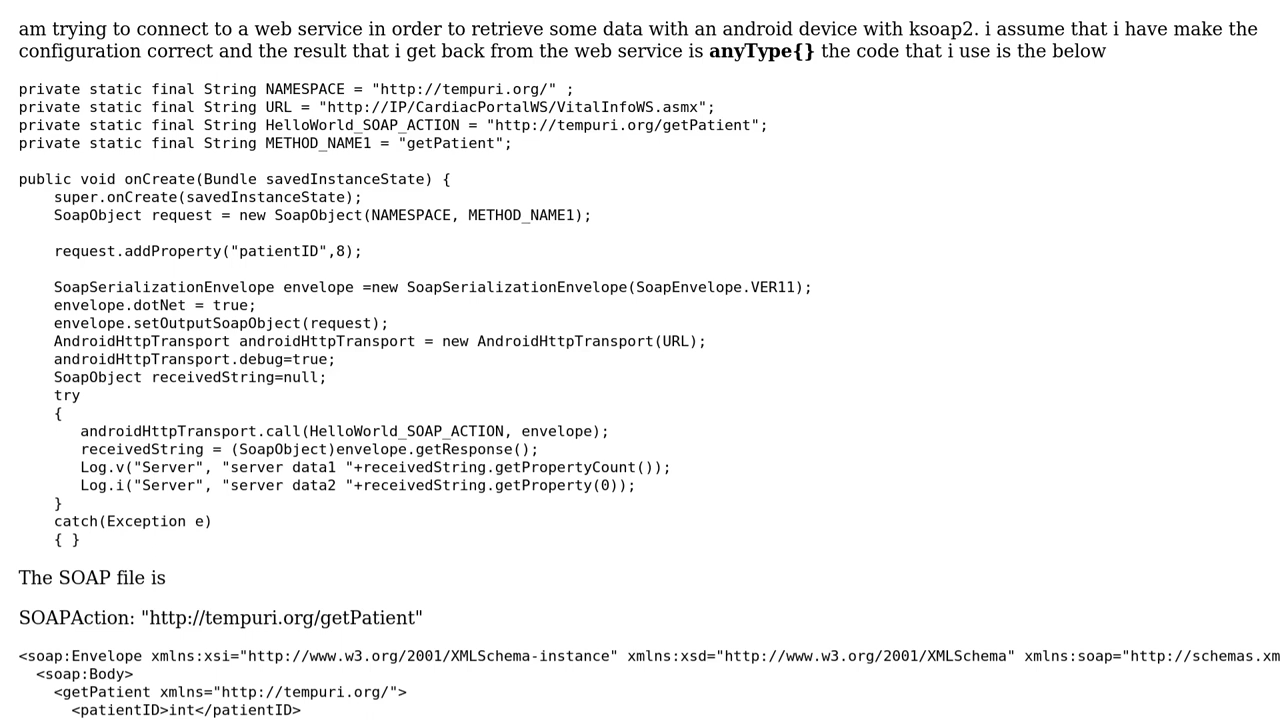 am trying to connect to a web service in order to retrieve some data with an android device with ksoap2. i assume that i have make the
configuration correct and the result that i get back from the web service is anyType{} the code that i use is the below
private static final String NAMESPACE = "http://tempuri.org/" ;
private static final String URL = "http://IP/CardiacPortalWS/VitalInfoWS.asmx";
private static final String HelloWorld_SOAP_ACTION = "http://tempuri.org/getPatient";
private static final String METHOD_NAME1 = "getPatient";
public void onCreate(Bundle savedInstanceState) {
super.onCreate(savedInstanceState);
SoapObject request = new SoapObject(NAMESPACE, METHOD_NAME1);
request.addProperty("patientID",8);
SoapSerializationEnvelope envelope =new SoapSerializationEnvelope(SoapEnvelope.VER11);
envelope.dotNet = true;
envelope.setOutputSoapObject(request);
AndroidHttpTransport androidHttpTransport = new AndroidHttpTransport(URL);
androidHttpTransport.debug=true;
SoapObject receivedString=null;
try
{
androidHttpTransport.call(HelloWorld_SOAP_ACTION, envelope);
receivedString = (SoapObject)envelope.getResponse();
Log.v("Server", "server data1 "+receivedString.getPropertyCount());
Log.i("Server", "server data2 "+receivedString.getProperty(0));
}
catch(Exception e)
{ }
The SOAP file is
SOAPAction: "http://tempuri.org/getPatient"
<soap:Envelope xmlns:xsi="http://www.w3.org/2001/XMLSchema-instance" xmlns:xsd="http://www.w3.org/2001/XMLSchema" xmlns:soap="http://schemas.xm
<soap:Body>
<getPatient xmlns="http://tempuri.org/">
<patientID>int</patientID>